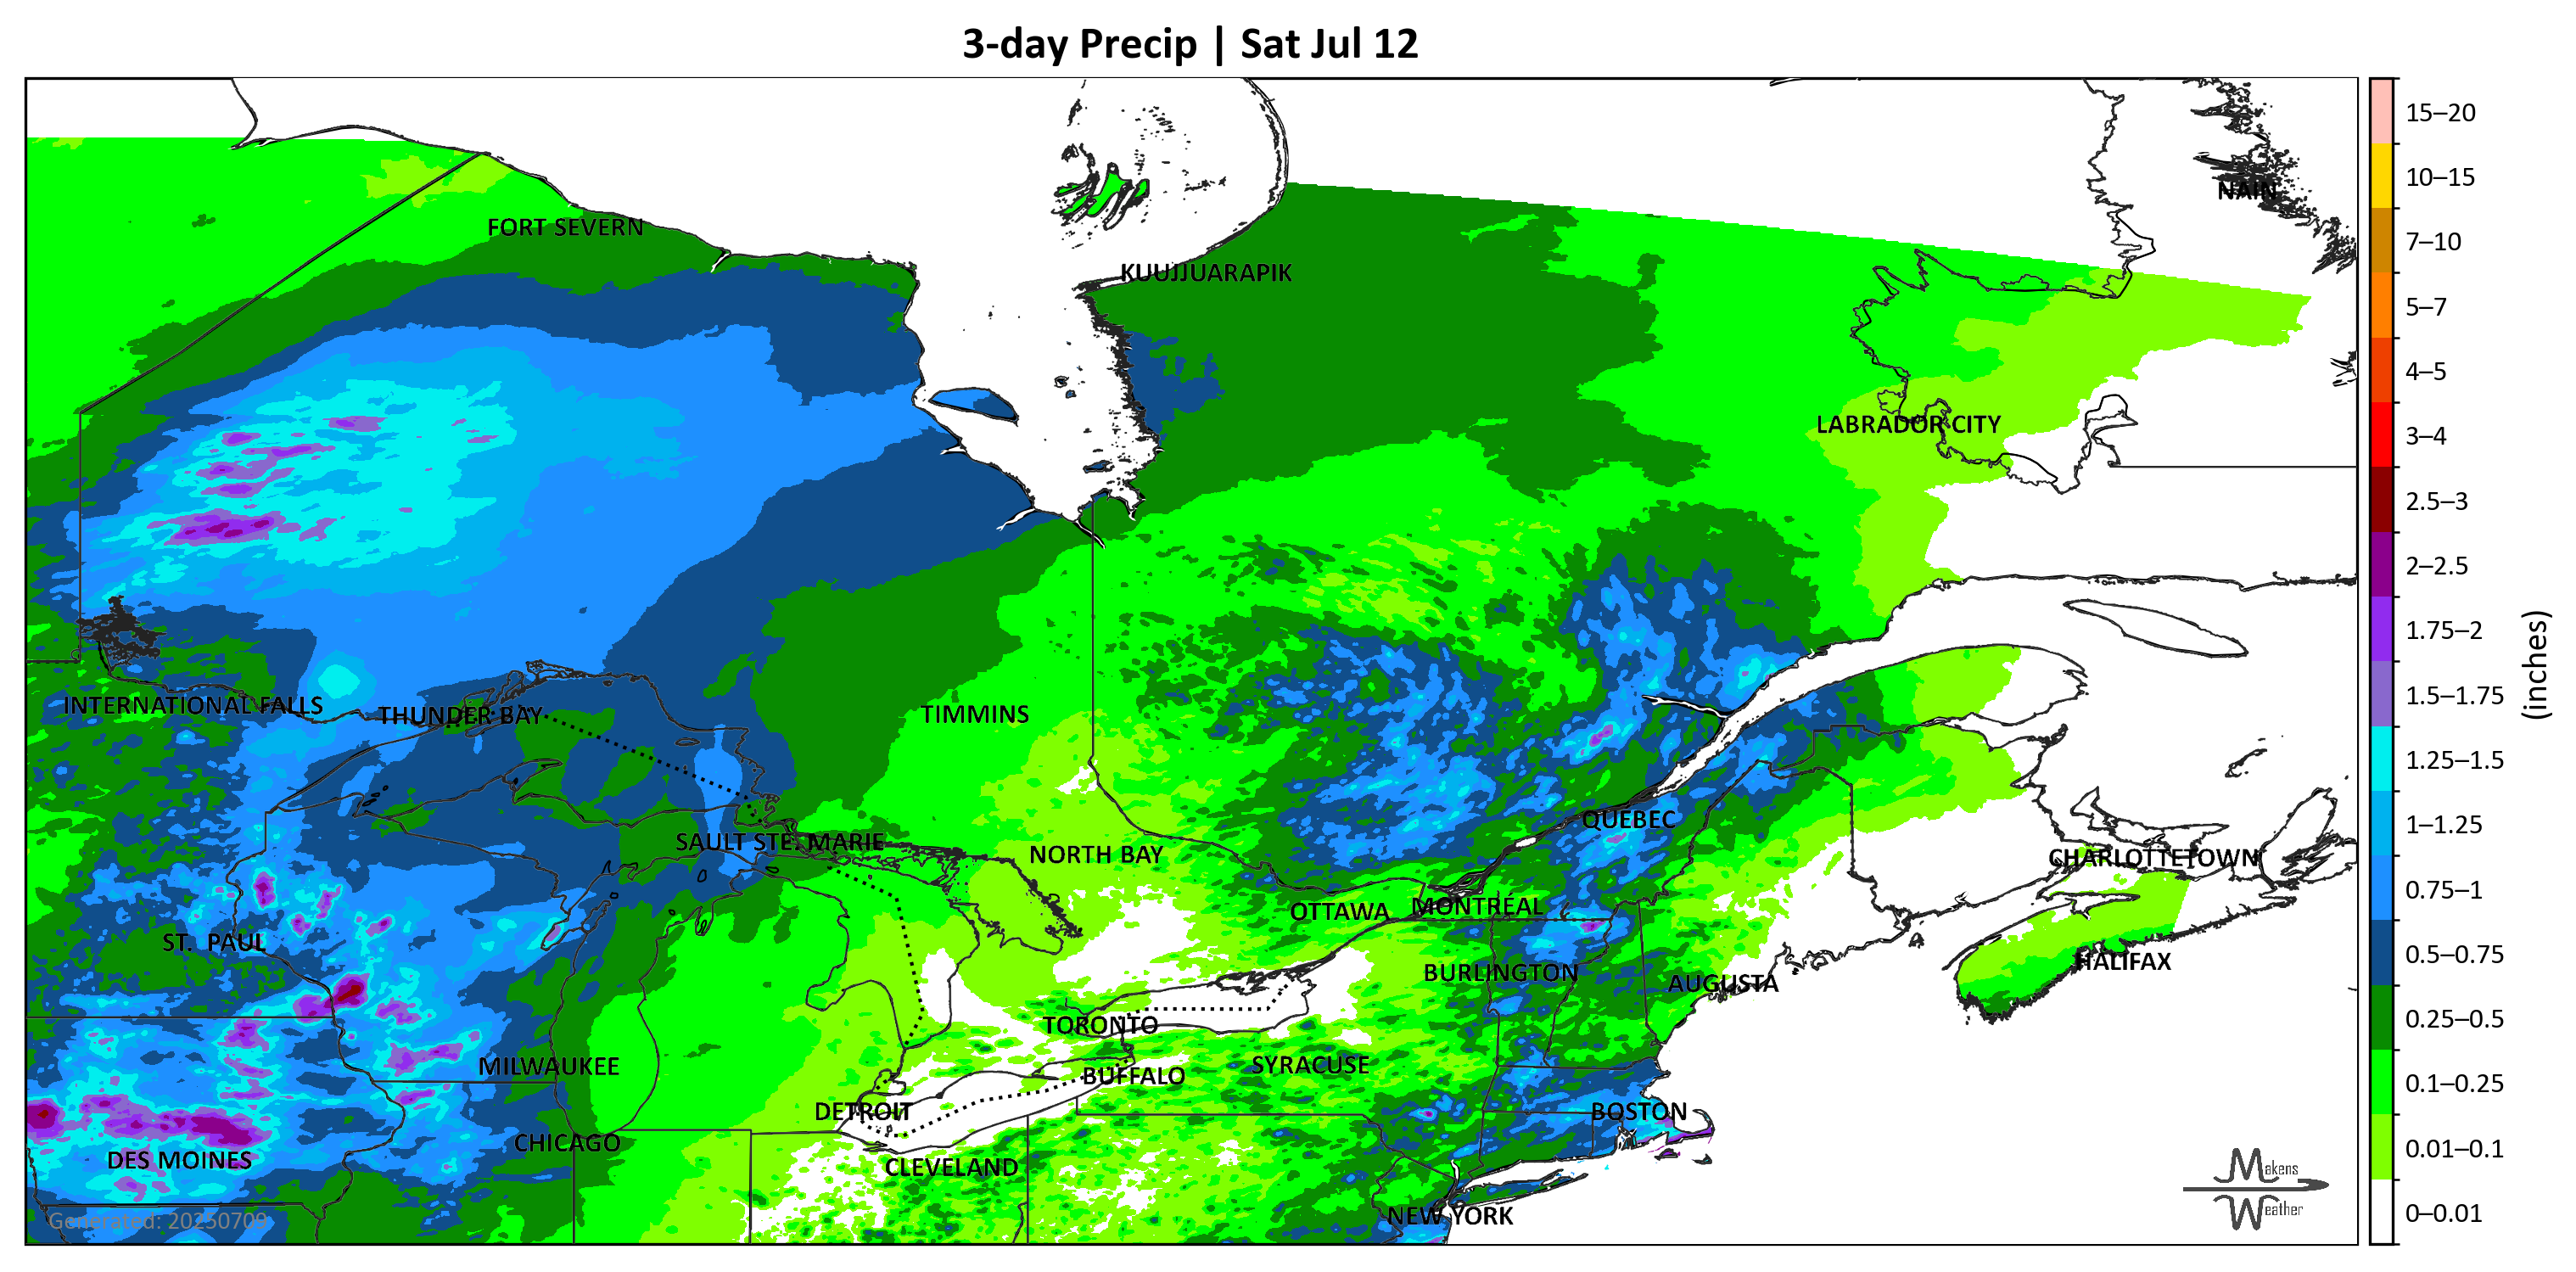 3-day Precip | Sat Jul 12
NAIN
FORT SEVERN
KUUJJUARAPIK
LABRADOR CITY
INTERNATIONAL FALLS
THUNDER BAY
TIMMINS
QUÉBEC
SAULT STE. MARIE
NORTH BAY
CHARLOTTETOWN
OTTAWA
MONTRÉAL
ST. PAUL
HALIFAX
BURLINGTON
AUGUSTA
TORONTO
MILWAUKEE
SYRACUSE
BUFFALO
DETROIT
BOSTON
CHICAGO
DES MOINES
CLEVELAND
NEW YORK
Generated: 20250709
Makens
Weather
15–20
10–15
7–10
5–7
4–5
3–4
2.5–3
2–2.5
1.75–2
1.5–1.75
1.25–1.5
1–1.25
0.75–1
0.5–0.75
0.25–0.5
0.1–0.25
0.01–0.1
0–0.01
(inches)